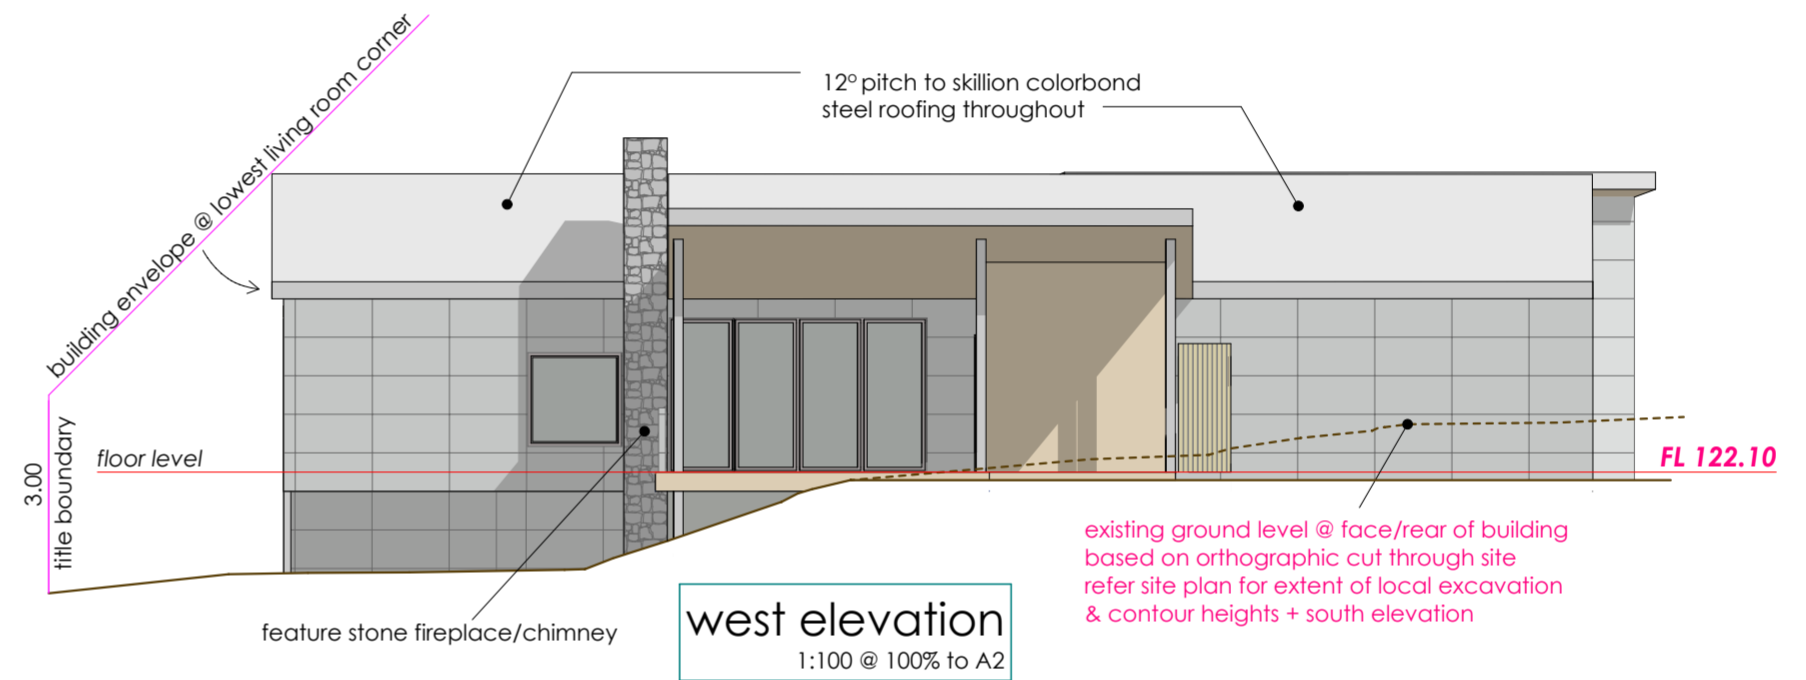 building envelope @ lowest living room corner
12° pitch to skillion colorbond
steel roofing throughout
floor level
3.00
title boundary
FL 122.10
existing ground level @ face/rear of building
based on orthographic cut through site
refer site plan for extent of local excavation
& contour heights + south elevation
feature stone fireplace/chimney
west elevation
1:100 @ 100% to A2